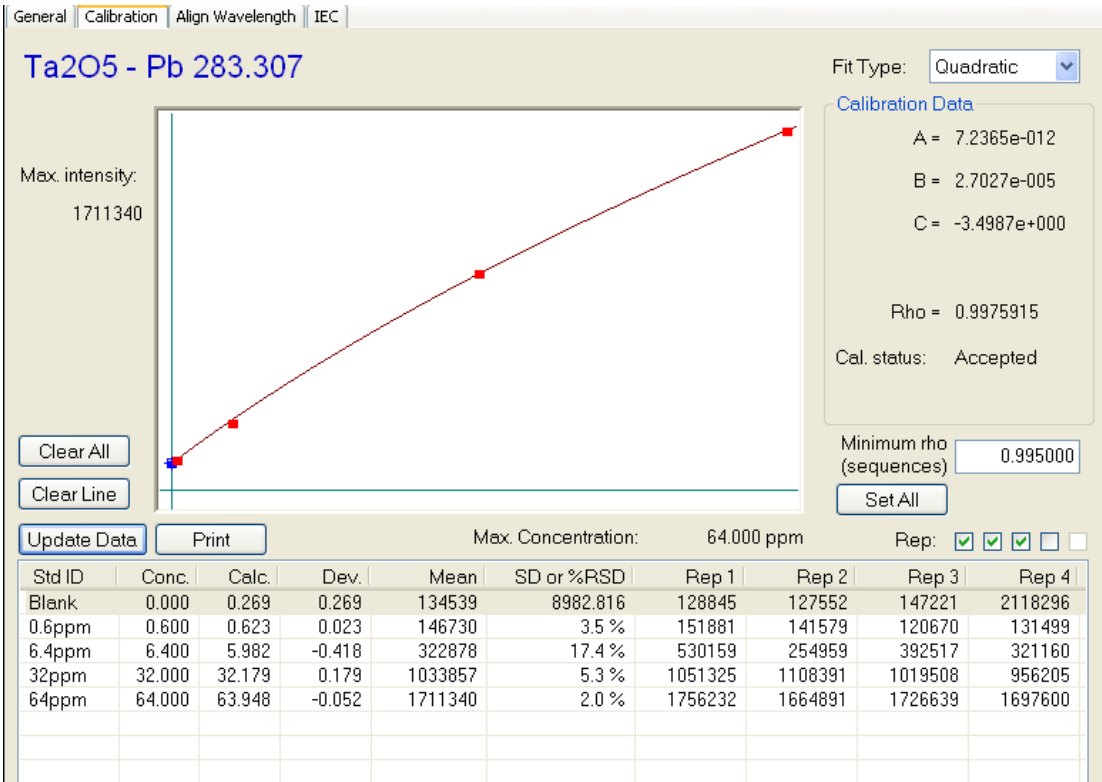 General Calibration Align Wavelength IEC
Ta2O5 - Pb 283.307
Fit Type: Quadratic
Calibration Data
A = 7.2365e-012
Max. intensity:
B = 2.7027e-005
1711340
C = -3.4987e+000
Rho = 0.9975915
Cal. status: Accepted
Clear All
Minimum rho
(sequences) 0.995000
Clear Line
Set All
Update Data Print Max. Concentration: 64.000 ppm Rep:
Std ID Conc. Calc. Dev. Mean SD or %RSD Rep 1 Rep 2 Rep 3 Rep 4
Blank 0.000 0.269 0.269 134539 8982.816 128845 127552 147221 2118296
0.6ppm 0.600 0.623 0.023 146730 3.5 % 151881 141579 120670 131499
6.4ppm 6.400 5.982 -0.418 322878 17.4 % 530159 254959 392517 321160
32ppm 32.000 32.179 0.179 1033857 5.3 % 1051325 1108391 1019508 956205
64ppm 64.000 63.948 -0.052 1711340 2.0 % 1756232 1664891 1726639 1697600